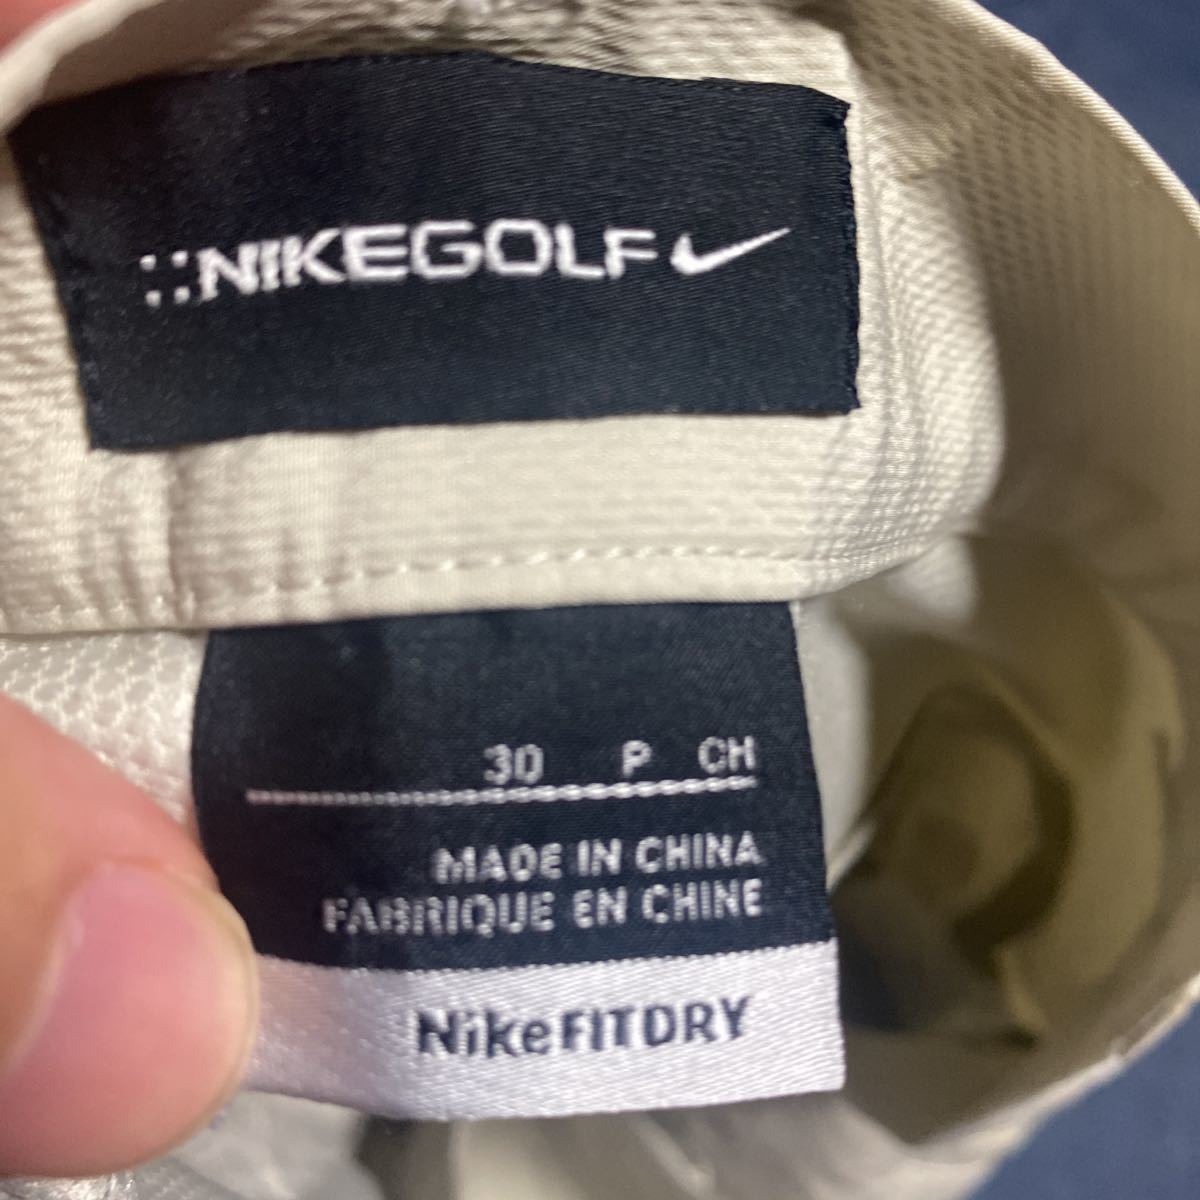 ::NIKEGOLF
30 P CH
MADE IN CHINA
FABRIQUE EN CHINE
NikeFITDRY